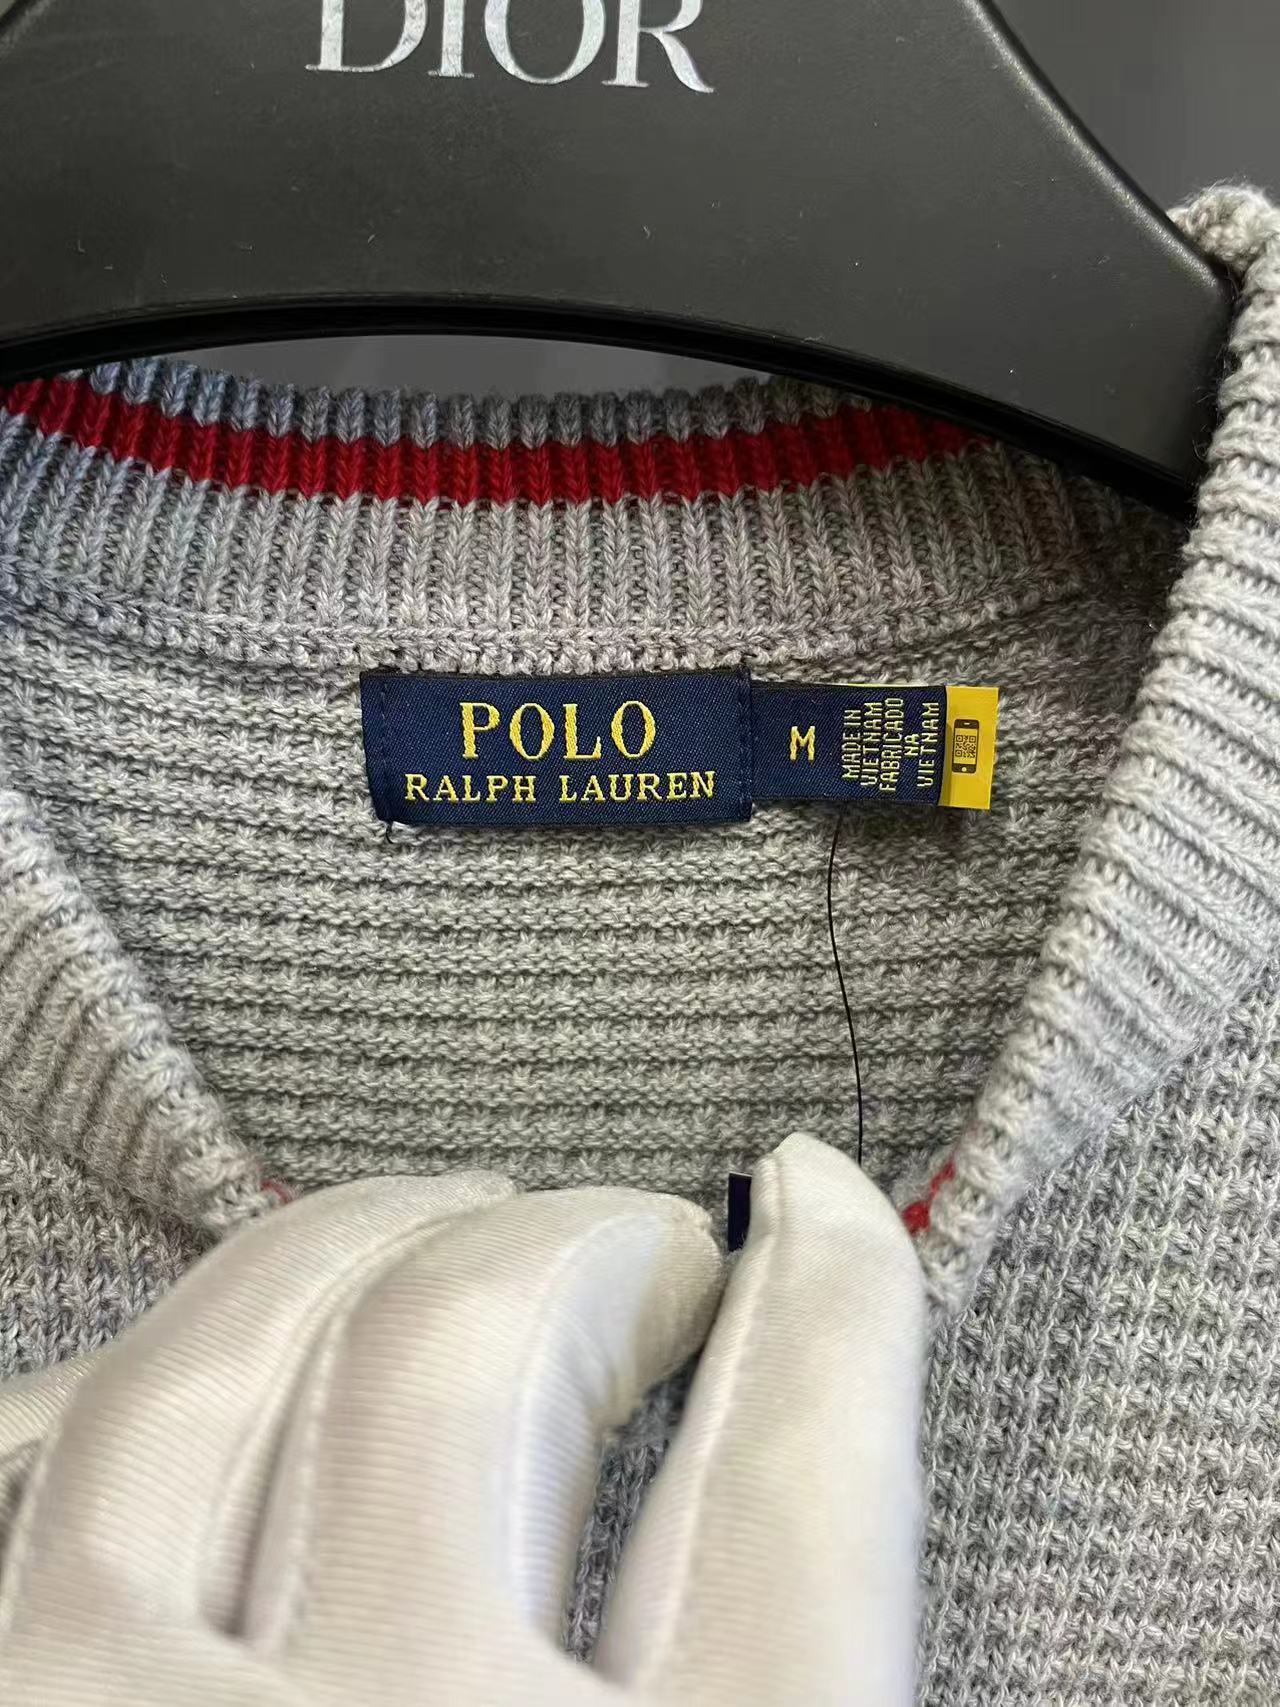 DIOR
POLO
RALPH LAUREN
M
MADE IN
VIETNAM
FABRICADO
NA
VIETNAM